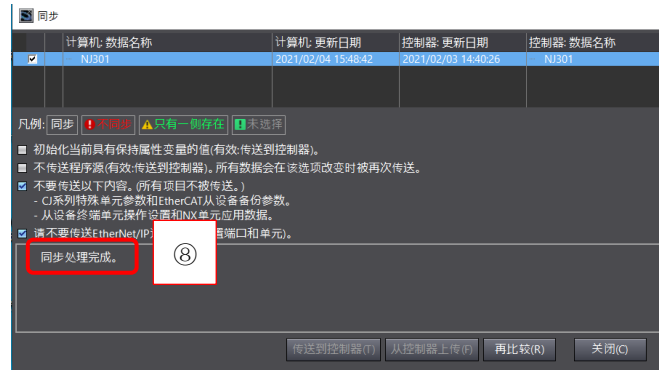 同步
计算机: 数据名称 计算机: 更新日期 控制器: 更新日期 控制器: 数据名称
NJ301 2021/02/04 15:48:42 2021/02/03 14:40:26 NJ301
凡例: 同步 不同步 只有一侧存在 未选择
初始化当前具有保持属性变量的值(有效:传送到控制器)。
不传送程序源(有效:传送到控制器)。所有数据会在该选项改变时被再次传送。
不要传送以下内容。(所有项目不被传送。)
- CJ系列特殊单元参数和EtherCAT从设备备份参数。
- 从设备终端单元操作设置和NX单元应用数据。
请不要传送EtherNet/IP 置端口和单元)。
同步处理完成。
⑧
传送到控制器(T) 从控制器上传(F) 再比较(R) 关闭(C)